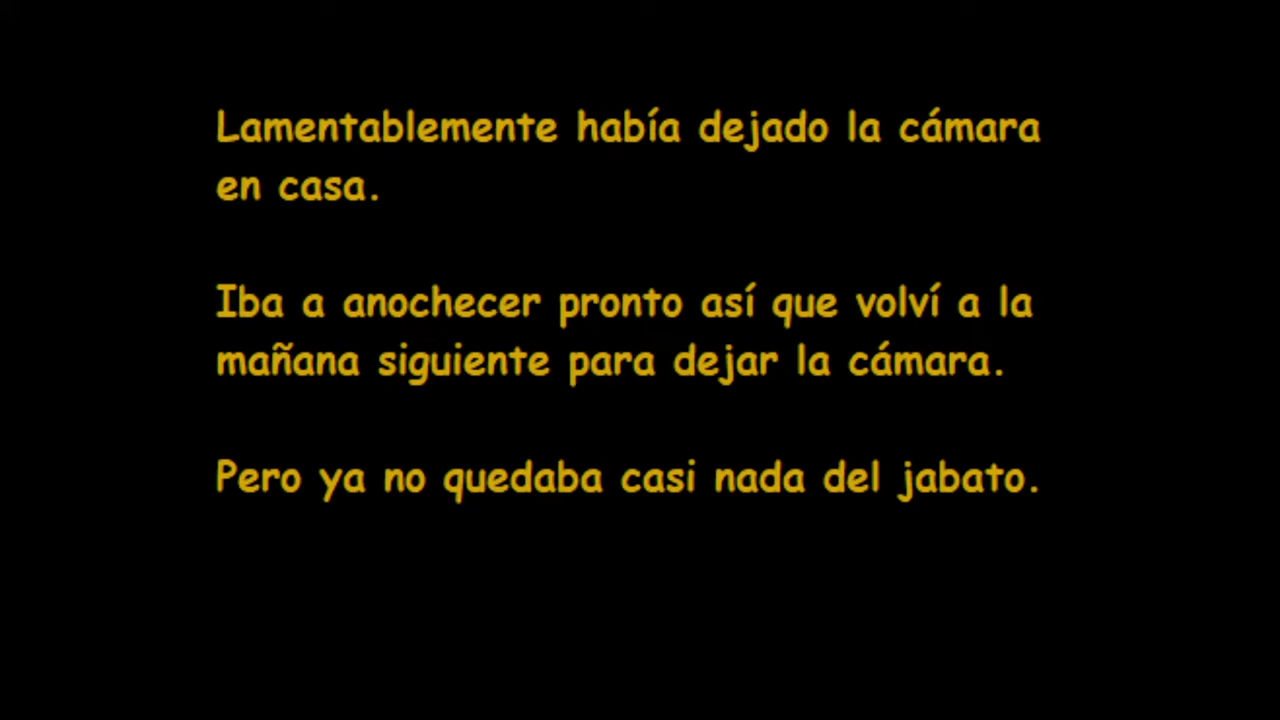 Lamentablemente había dejado la cámara
en casa.
Iba a anochecer pronto así que volví a la
mañana siguiente para dejar la cámara.
Pero ya no quedaba casi nada del jabato.